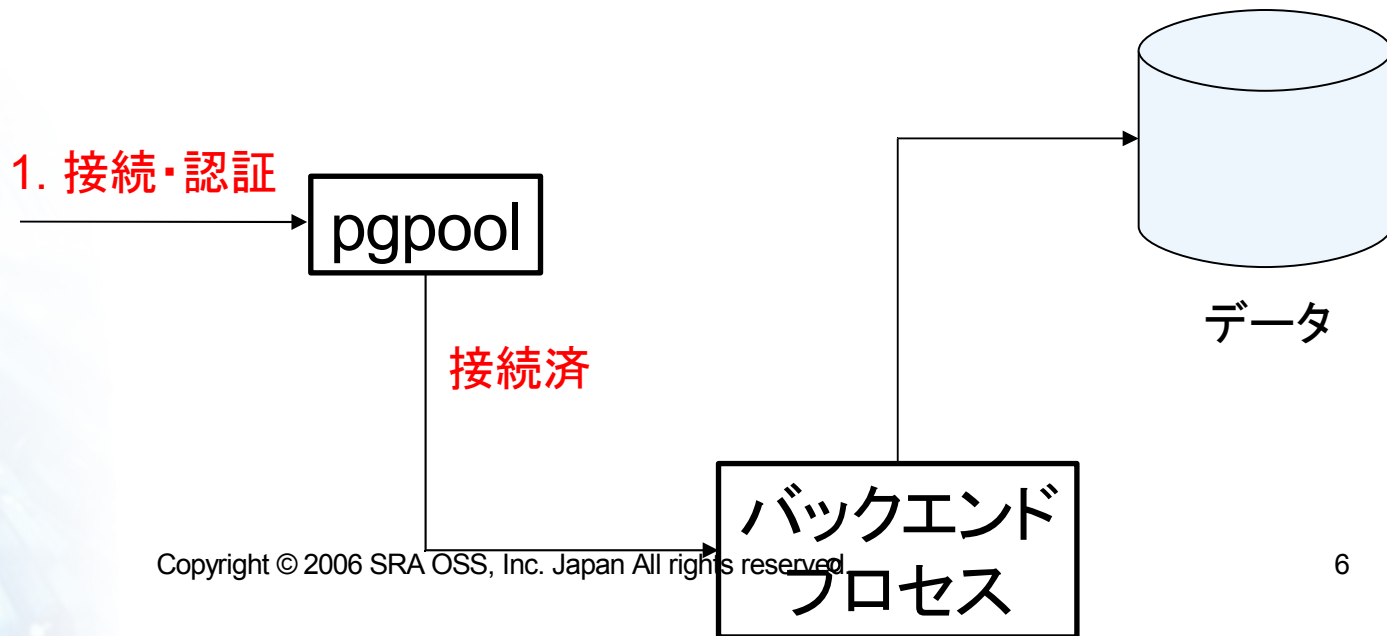 1. 接続・認証
pgpool
データ
接続済
バックエンド
プロセス
Copyright © 2006 SRA OSS, Inc. Japan All rights reserved.
6